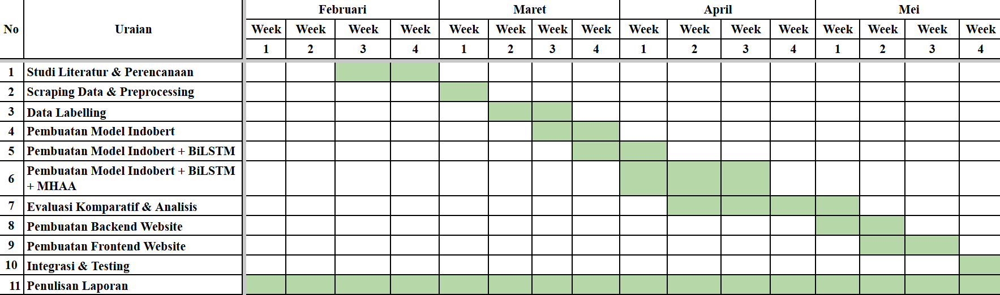 No Uraian Februari Maret April Mei
Week Week Week Week Week Week Week Week Week Week Week Week Week Week Week Week
1 2 3 4 1 2 3 4 1 2 3 4 1 2 3 4
1 Studi Literatur & Perencanaan
2 Scraping Data & Preprocessing
3 Data Labelling
4 Pembuatan Model Indobert
5 Pembuatan Model Indobert + BiLSTM
6 Pembuatan Model Indobert + BiLSTM
+ MHAA
7 Evaluasi Komparatif & Analisis
8 Pembuatan Backend Website
9 Pembuatan Frontend Website
10 Integrasi & Testing
11 Penulisan Laporan